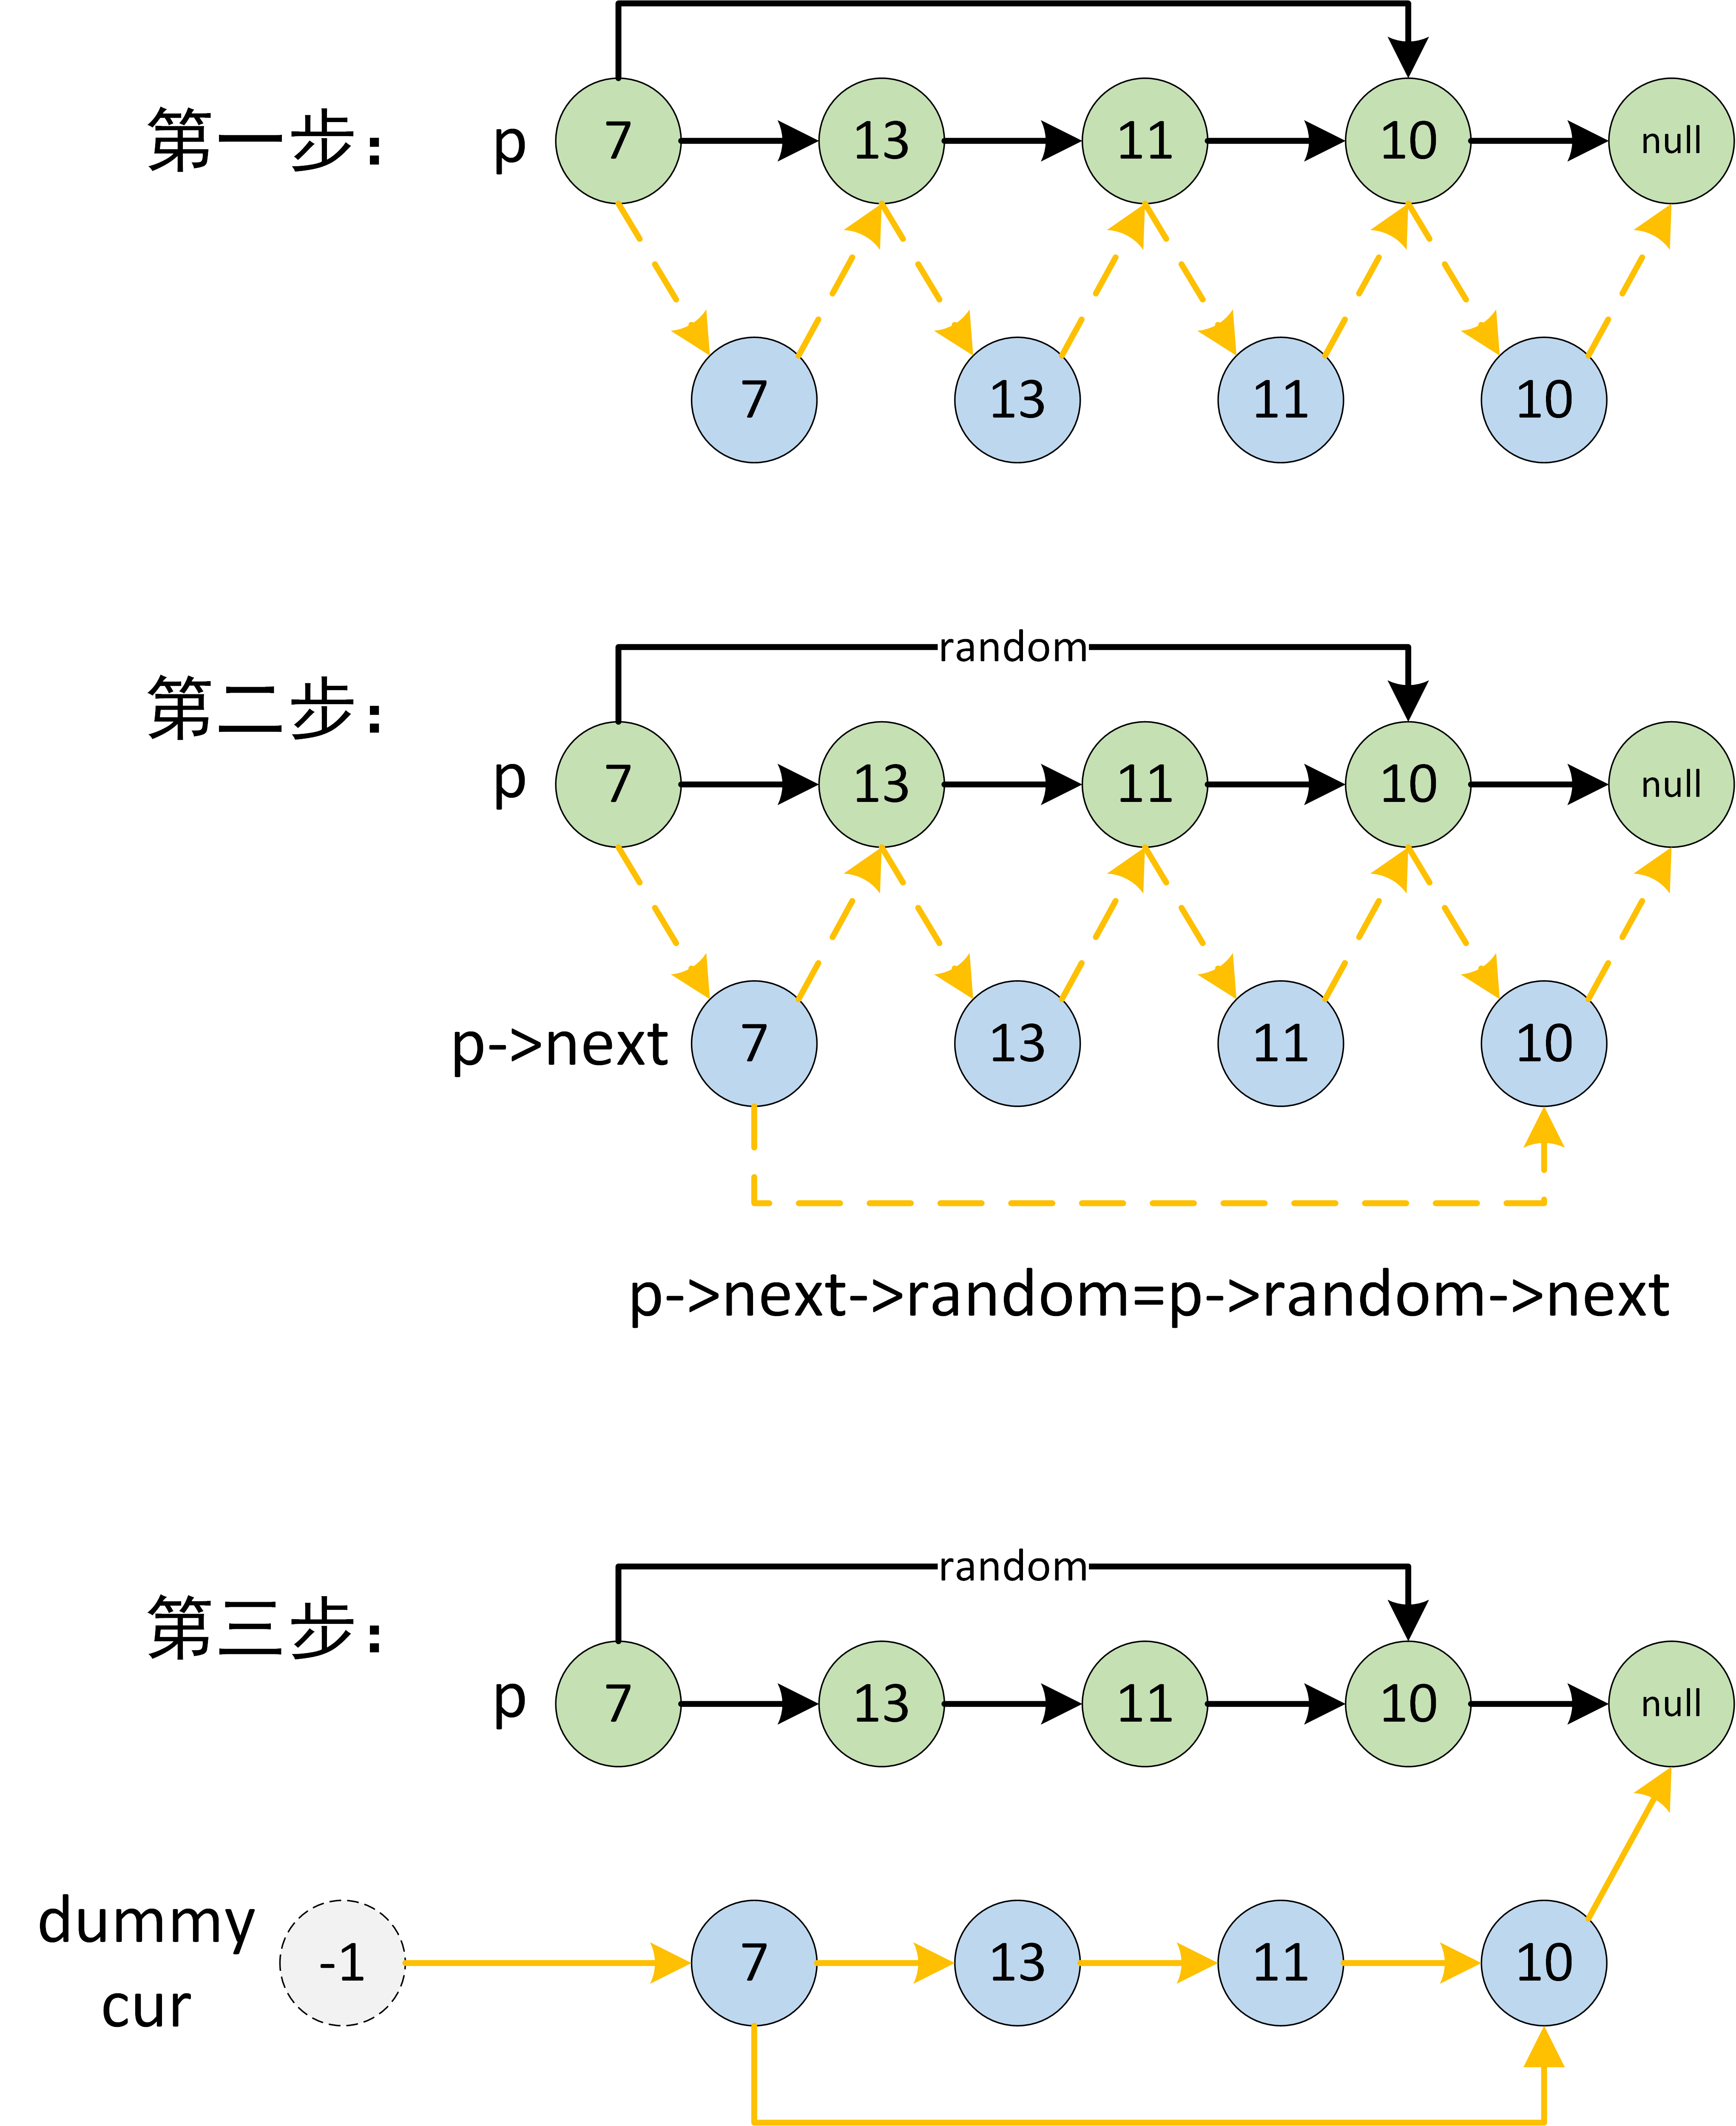 第一步:
p 7 13 11 10 null
7 13 11 10
random
第二步:
p 7 13 11 10 null
p->next 7 13 11 10
p->next->random=p->random->next
random
第三步:
p 7 13 11 10 null
dummy
-1 7 13 11 10
cur